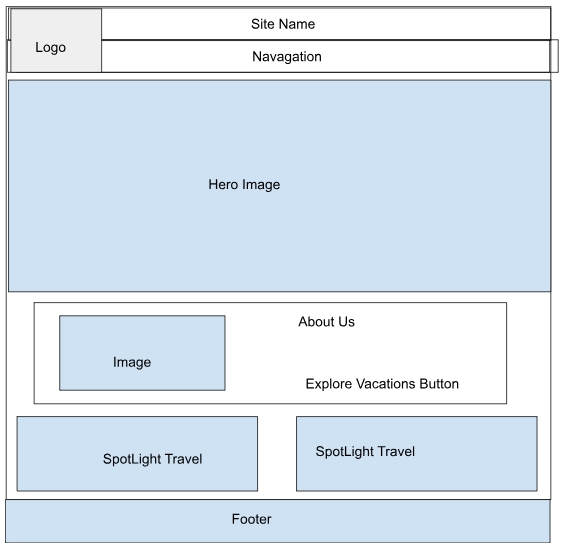 Site Name
Logo
Navagation
Hero Image
About Us
Image
Explore Vacations Button
SpotLight Travel
SpotLight Travel
Footer